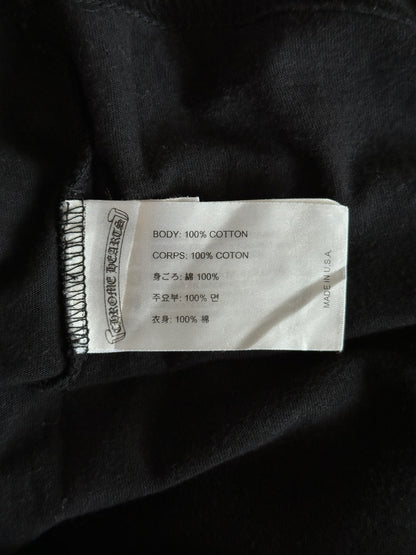 CHROME HEARTS
BODY: 100% COTTON
CORPS: 100% COTON
身ごろ: 綿 100%
주요부: 100% 면
衣身: 100% 棉
MADE IN U.S.A.